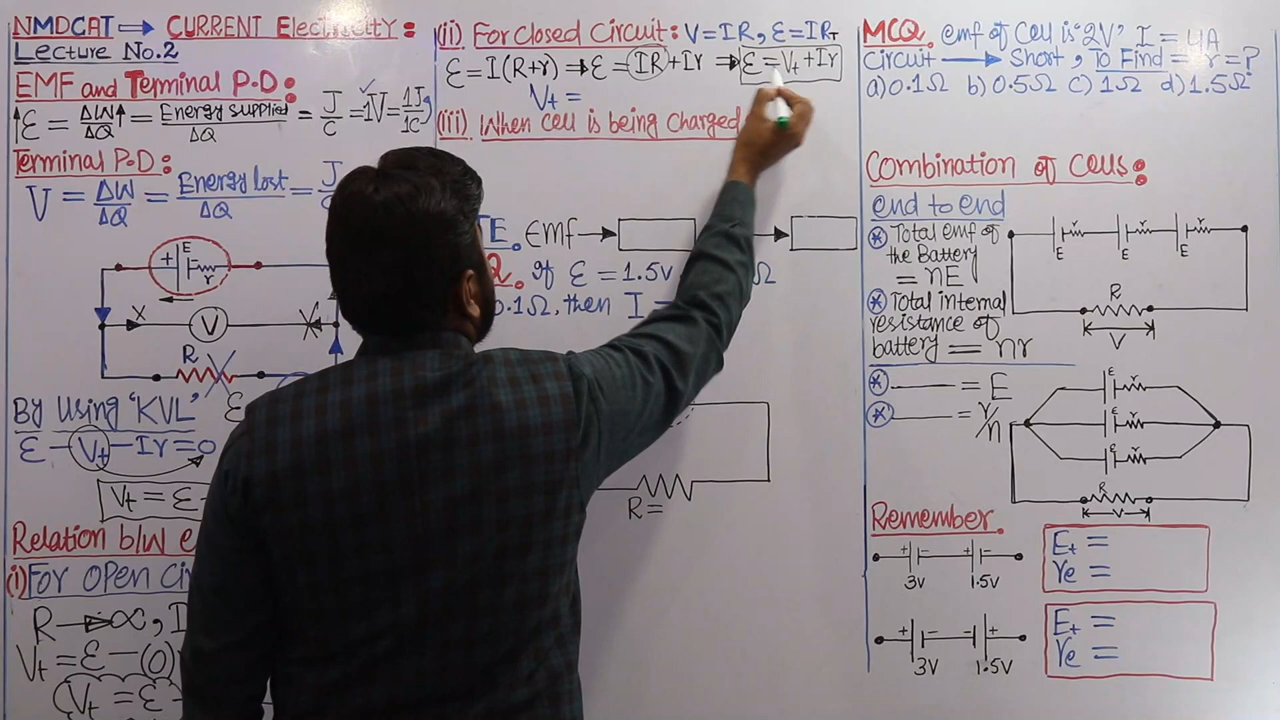 NMDCAT ⇒ CURRENT Electricity:
Lecture No.2
EMF and Terminal P.D:
↑Ɛ = ΔW/ΔQ↑ = Energy supplied/ΔQ = J/C = 1V = 1J/1C
Terminal P.D:
V = ΔW/ΔQ = Energy lost/ΔQ = J
+ E r
X V X
R
Ɛ
By Using "KVL"
Ɛ - Vt - Ir = 0
Vt = Ɛ -
Relation b/w e
(i) For Open Cir
R → ∞, I
Vt = Ɛ - (0)
Vt = Ɛ -
(ii) For Closed Circuit: V=IR, Ɛ=IRT
Ɛ = I(R+r) ⇒ Ɛ = IR + Ir ⇒ Ɛ = Vt + Ir
Vt =
(iii) When Cell is being Charged
TE. Emf →
Q. of Ɛ = 1.5v Ω
0.1Ω, then I =
R =
MCQ. emf of Cell is "2V" I = 4A
Circuit → Short, To Find = r = ?
a) 0.1Ω b) 0.5Ω c) 1Ω d) 1.5Ω
Combination of Cells:
end to end
* Total emf of the Battery
= nE
* Total internal
resistance of
battery = nr
E r E r E r
R
V
* = E
* = r/n
E r
E r
E r
R
V
Remember.
+ - + -
3V 1.5V
Et =
re =
+ - - +
3V 1.5V
Et =
re =